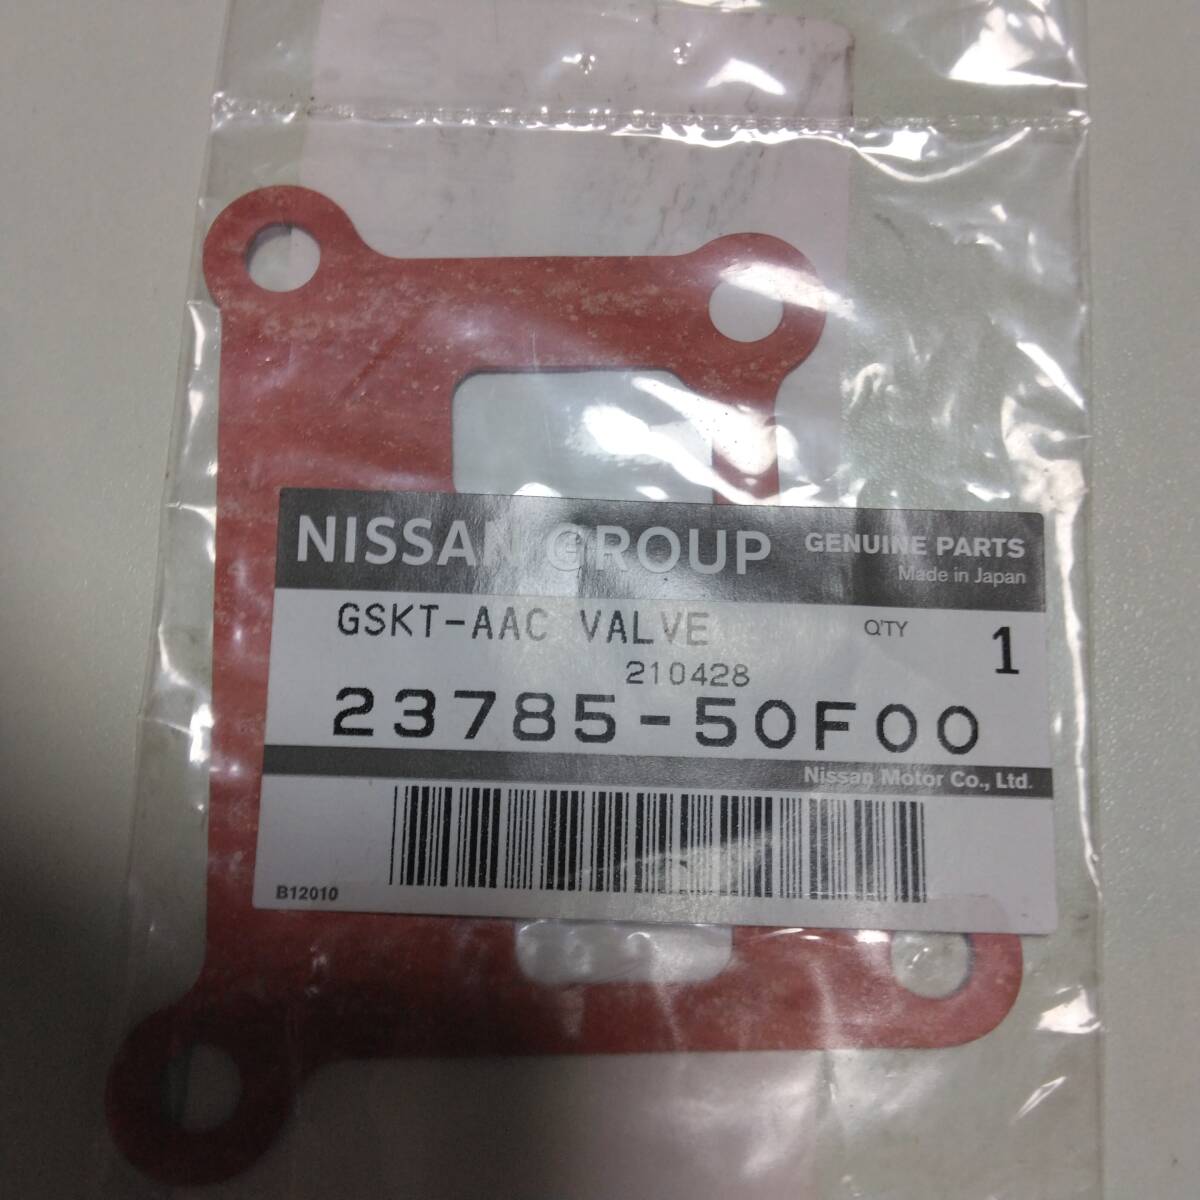 NISSAN GROUP GENUINE PARTS
Made in Japan
GSKT-AAC VALVE Q'TY 1
210428
23785-50F00
Nissan Motor Co., Ltd.
B12010